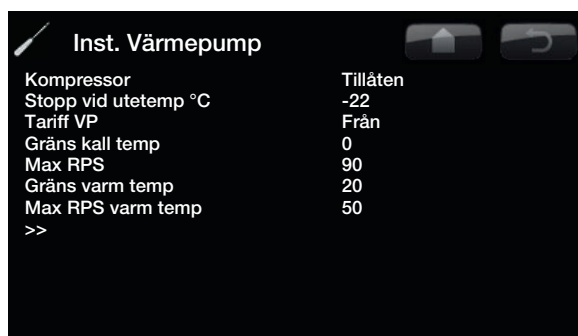 Inst. Värmepump
Kompressor Tillåten
Stopp vid utetemp °C -22
Tariff VP Från
Gräns kall temp 0
Max RPS 90
Gräns varm temp 20
Max RPS varm temp 50
>>